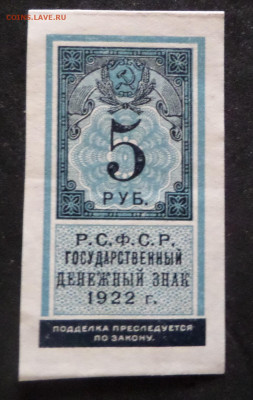 COINS.LAVE.RU
5
РУБ.
Р.С.Ф.С.Р.
ГОСУДАРСТВЕННЫЙ
ДЕНЕЖНЫЙ ЗНАК
1922 г.
ПОДДЕЛКА ПРЕСЛЕДУЕТСЯ
ПО ЗАКОНУ.